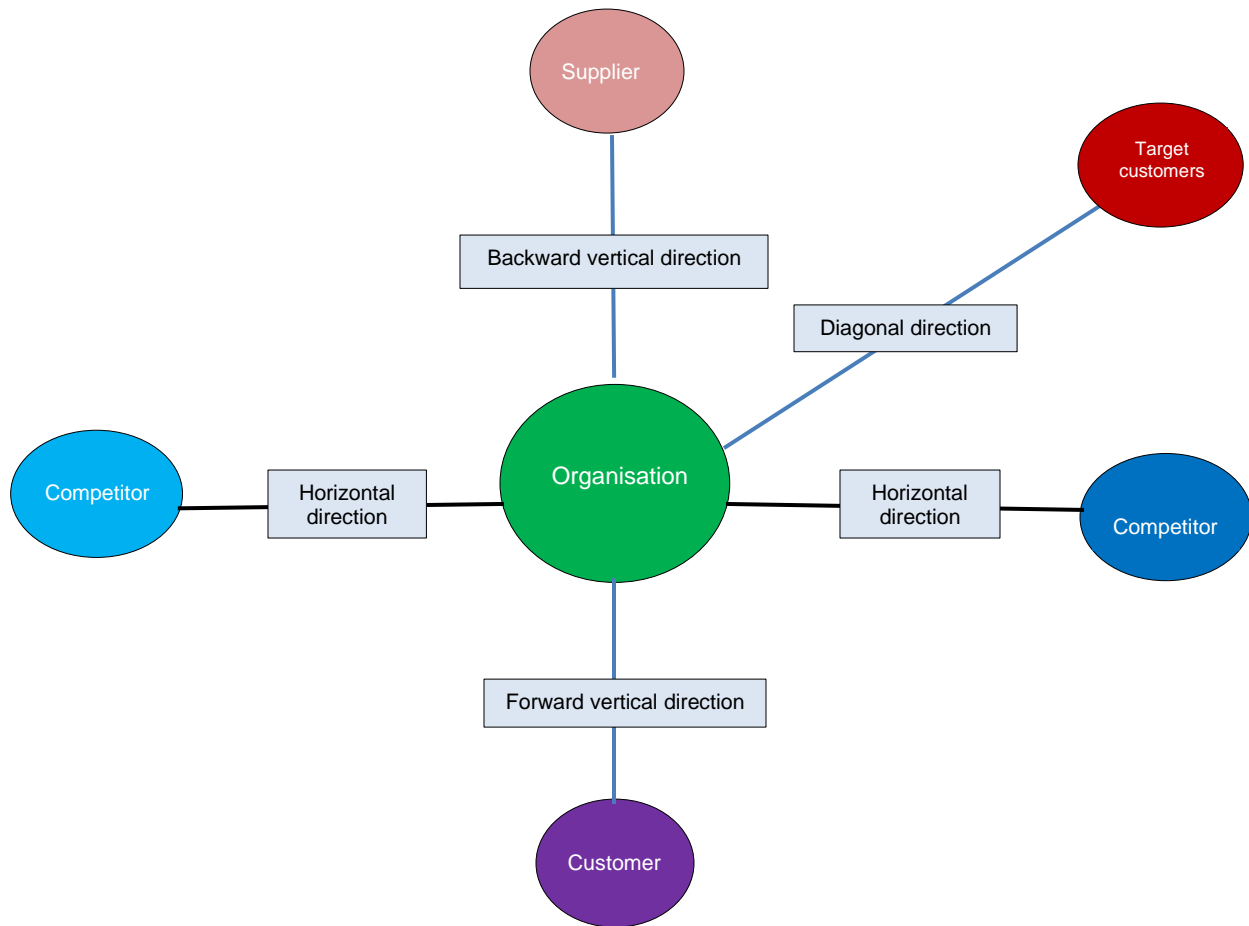 Supplier
Target
customers
Backward vertical direction
Diagonal direction
Competitor
Horizontal
direction
Organisation
Horizontal
direction
Competitor
Forward vertical direction
Customer